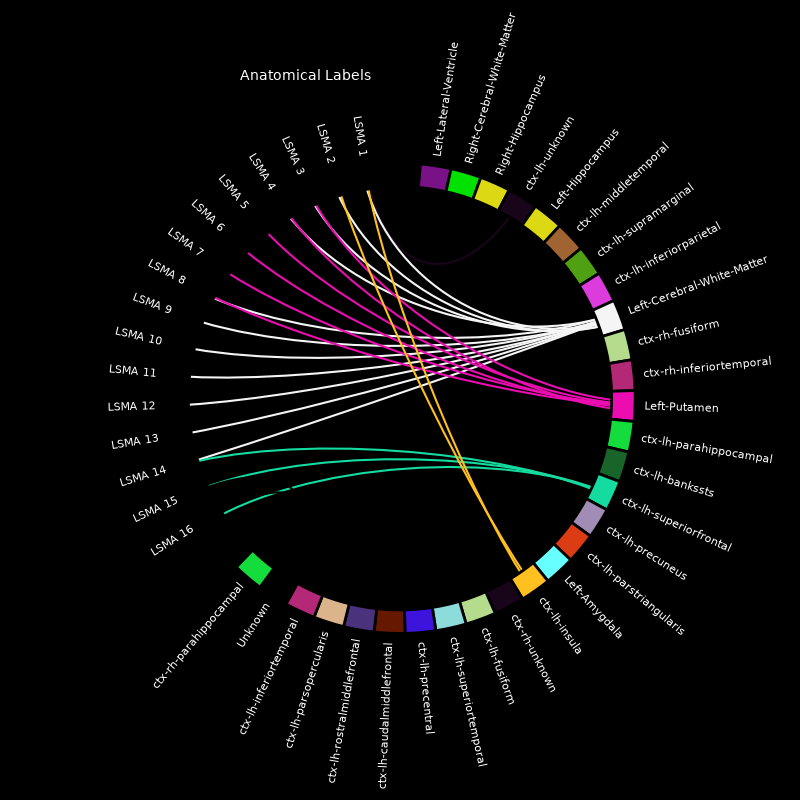 Anatomical Labels
Left-Lateral-Ventricle
Right-Cerebral-White-Matter
Right-Hippocampus
ctx-lh-unknown
Left-Hippocampus
ctx-lh-middletemporal
ctx-lh-supramarginal
ctx-lh-inferiorparietal
Left-Cerebral-White-Matter
ctx-rh-fusiform
ctx-rh-inferiortemporal
Left-Putamen
ctx-lh-parahippocampal
ctx-lh-bankssts
ctx-lh-superiorfrontal
ctx-lh-precuneus
ctx-lh-parstriangularis
Left-Amygdala
ctx-lh-insula
ctx-rh-unknown
ctx-lh-fusiform
ctx-lh-superiortemporal
ctx-lh-precentral
ctx-lh-caudalmiddlefrontal
ctx-lh-rostralmiddlefrontal
ctx-lh-parsopercularis
ctx-lh-inferiortemporal
Unknown
ctx-rh-parahippocampal
LSMA 16
LSMA 15
LSMA 14
LSMA 13
LSMA 12
LSMA 11
LSMA 10
LSMA 9
LSMA 8
LSMA 7
LSMA 6
LSMA 5
LSMA 4
LSMA 3
LSMA 2
LSMA 1